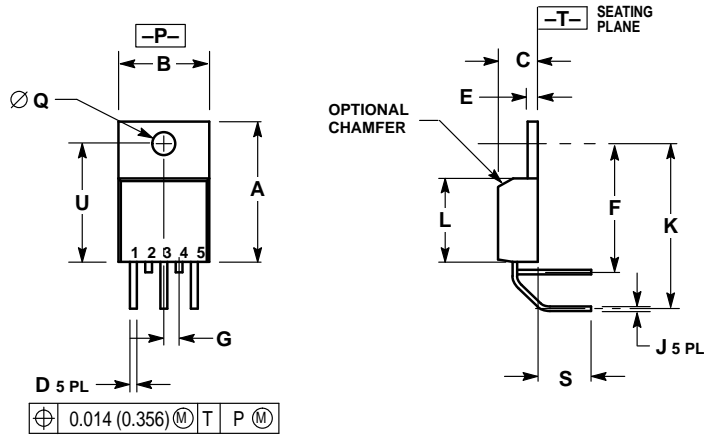 –T– SEATING
PLANE
–P–
C
B
E
Ø Q
OPTIONAL
CHAMFER
U
A
L
F
K
1 2 3 4 5
G
J 5 PL
D 5 PL
S
⌖ 0.014 (0.356) Ⓜ T P Ⓜ